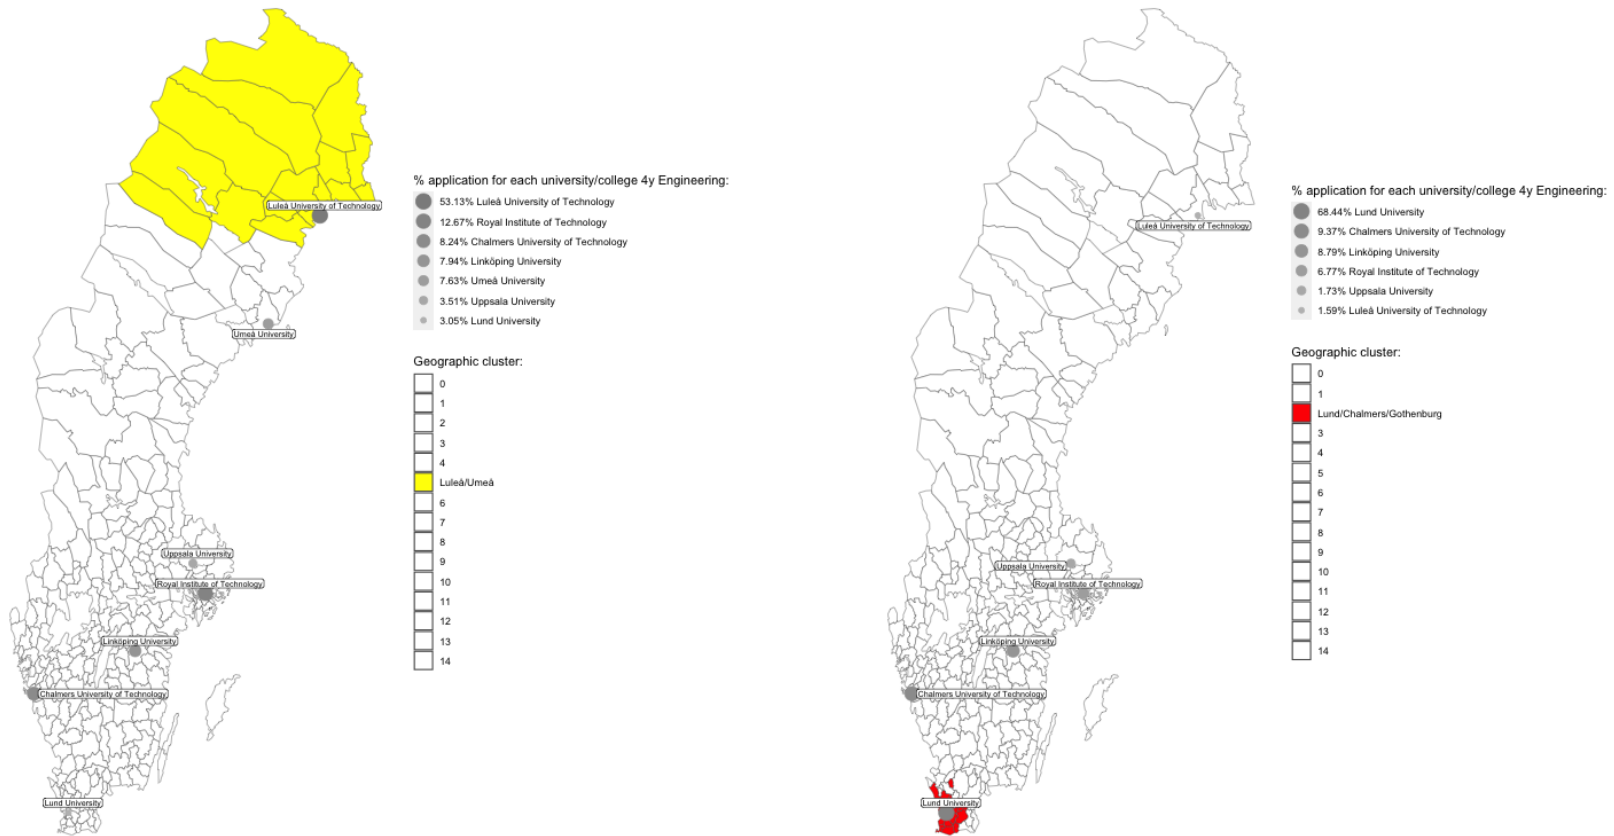 Luleå University of Technology
Umeå University
Uppsala University
Royal Institute of Technology
Linköping University
Chalmers University of Technology
Lund University
% application for each university/college 4y Engineering:
53.13% Luleå University of Technology
12.67% Royal Institute of Technology
8.24% Chalmers University of Technology
7.94% Linköping University
7.63% Umeå University
3.51% Uppsala University
3.05% Lund University
Geographic cluster:
0
1
2
3
4
Luleå/Umeå
6
7
8
9
10
11
12
13
14
Luleå University of Technology
Uppsala University
Royal Institute of Technology
Linköping University
Chalmers University of Technology
Lund University
% application for each university/college 4y Engineering:
68.44% Lund University
9.37% Chalmers University of Technology
8.79% Linköping University
6.77% Royal Institute of Technology
1.73% Uppsala University
1.59% Luleå University of Technology
Geographic cluster:
0
1
Lund/Chalmers/Gothenburg
3
4
5
6
7
8
9
10
11
12
13
14